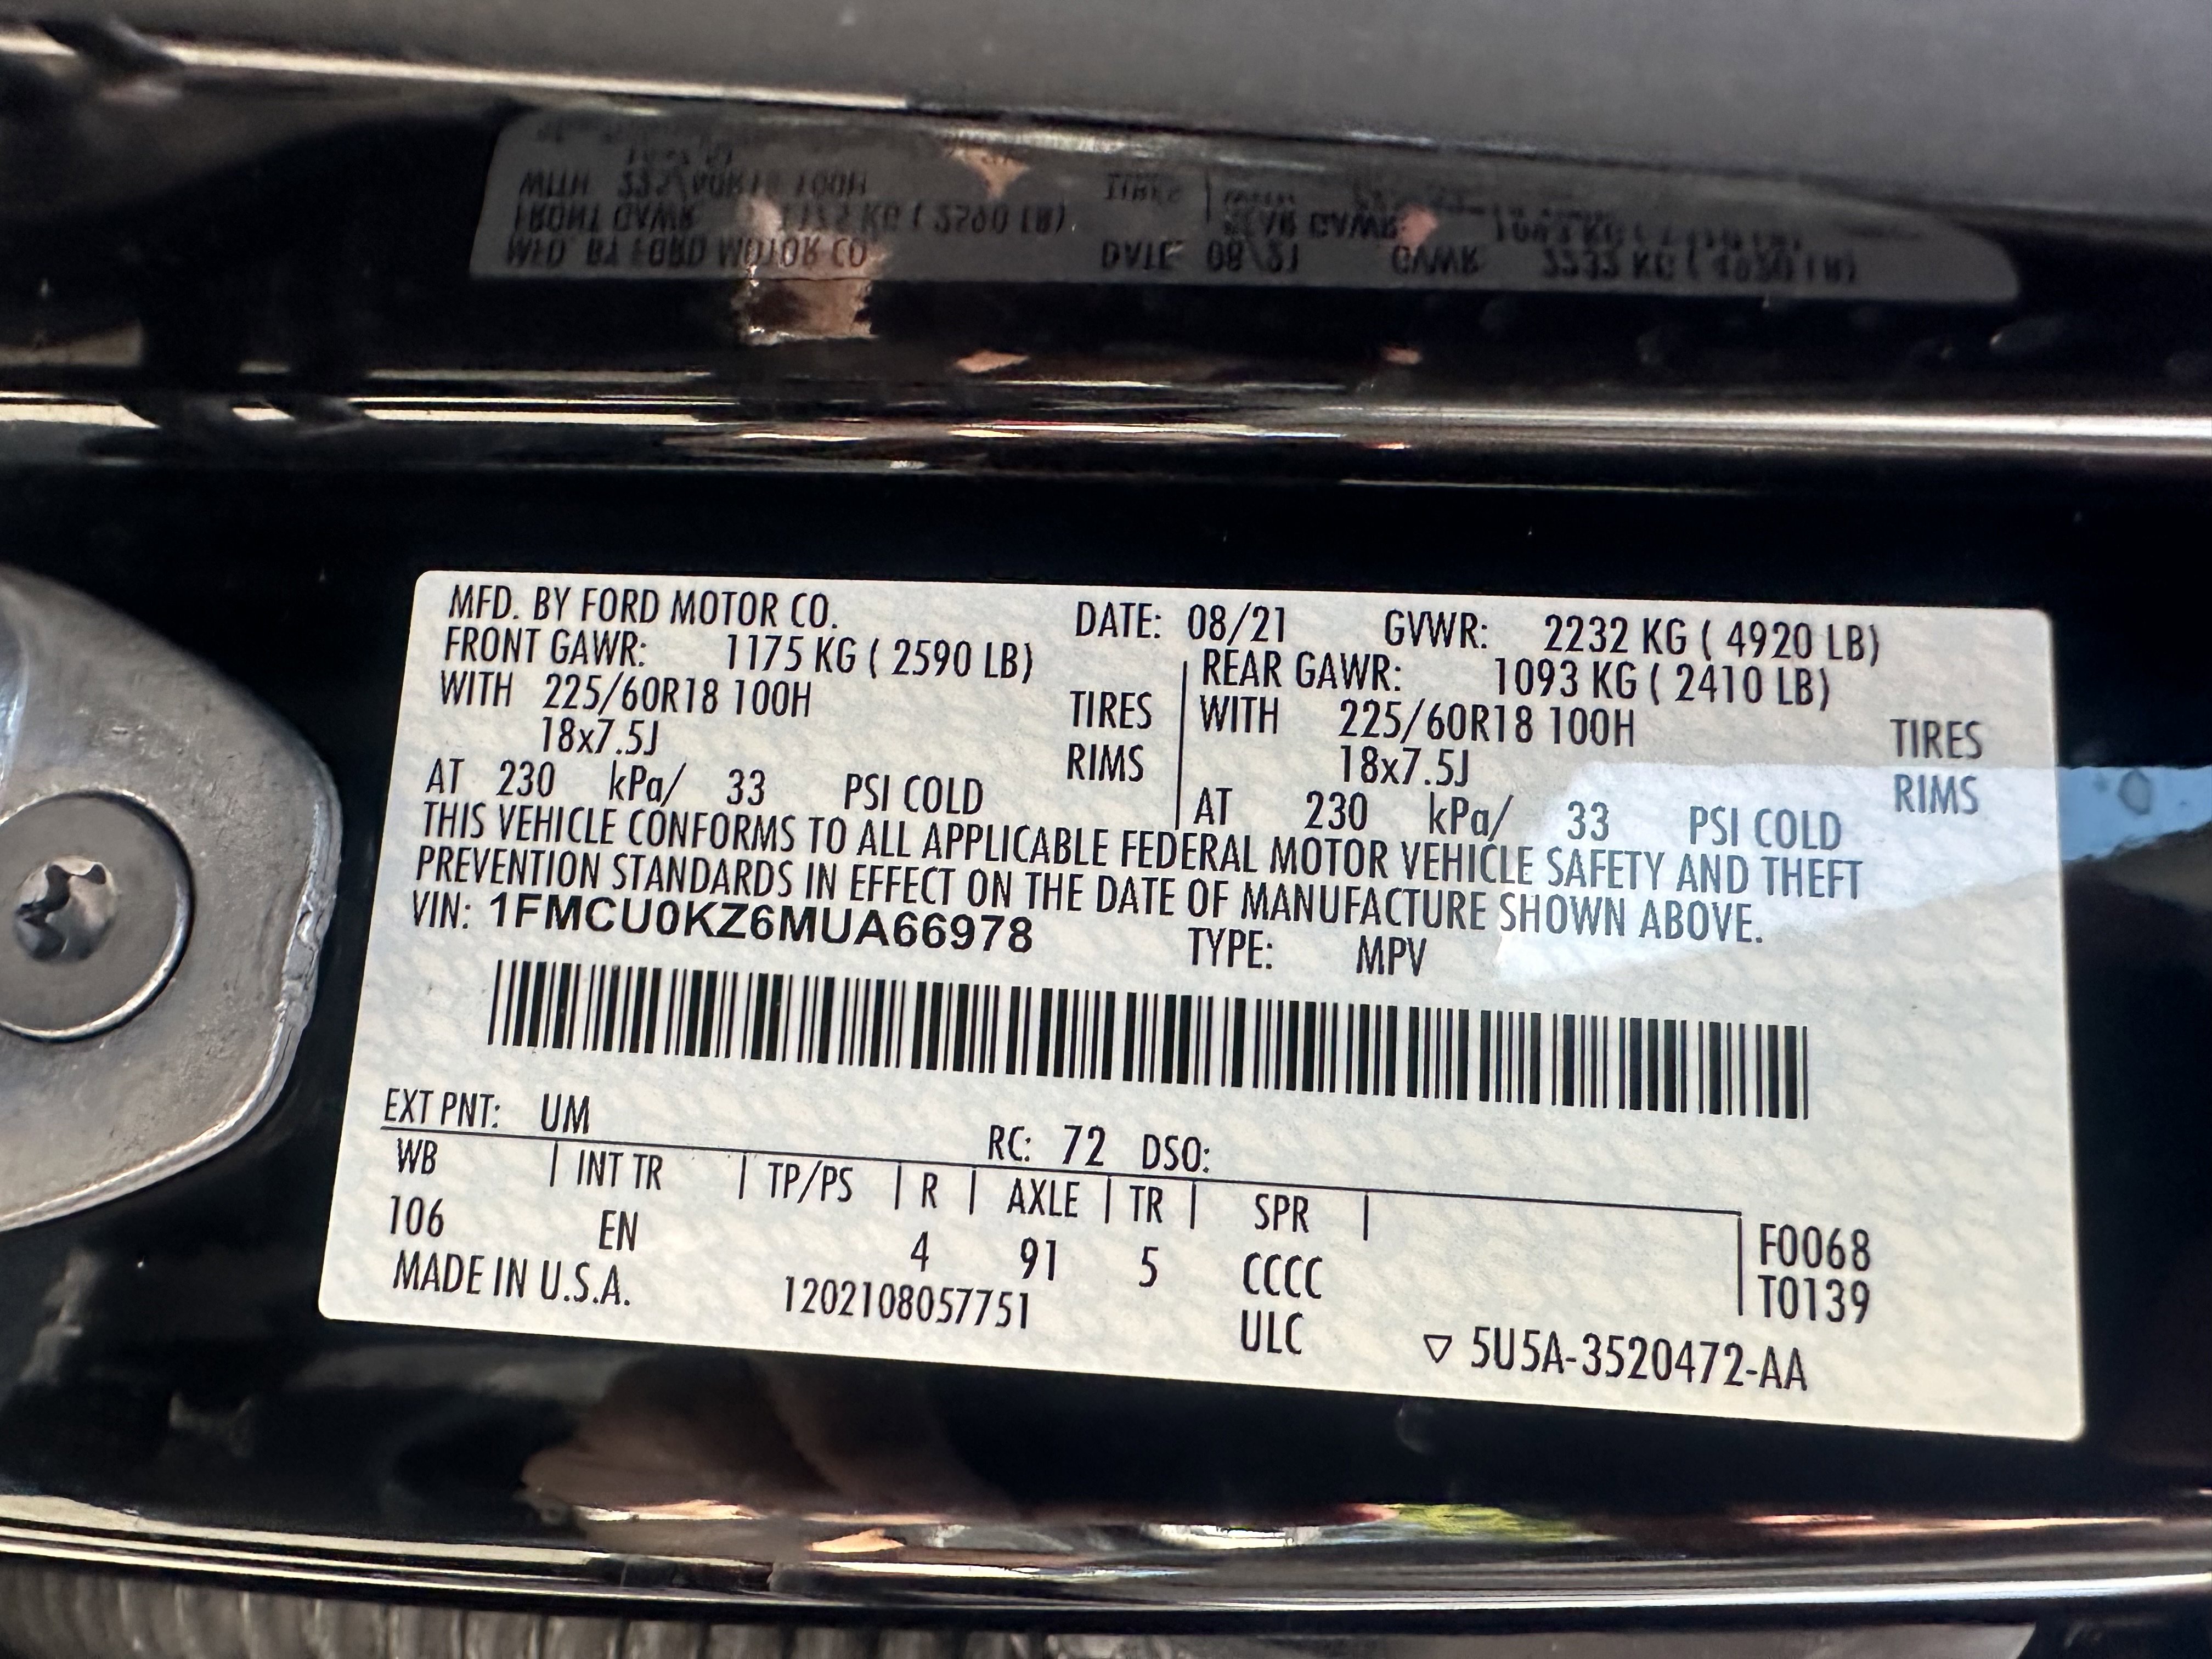 MFD. BY FORD MOTOR CO. DATE: 08/21 GVWR: 2232 KG ( 4920 LB)
FRONT GAWR: 1175 KG ( 2590 LB) REAR GAWR: 1093 KG ( 2410 LB)
WITH 225/60R18 100H TIRES WITH 225/60R18 100H TIRES
18x7.5J RIMS 18x7.5J RIMS
AT 230 kPa/ 33 PSI COLD AT 230 kPa/ 33 PSI COLD
THIS VEHICLE CONFORMS TO ALL APPLICABLE FEDERAL MOTOR VEHICLE SAFETY AND THEFT
PREVENTION STANDARDS IN EFFECT ON THE DATE OF MANUFACTURE SHOWN ABOVE.
VIN: 1FMCU0KZ6MUA66978 TYPE: MPV
EXT PNT: UM RC: 72 DSO:
WB | INT TR | TP/PS | R | AXLE | TR | SPR |
106 EN 4 91 5 CCCC F0068
MADE IN U.S.A. 1202108057751 ULC T0139
▽ 5U5A-3520472-AA